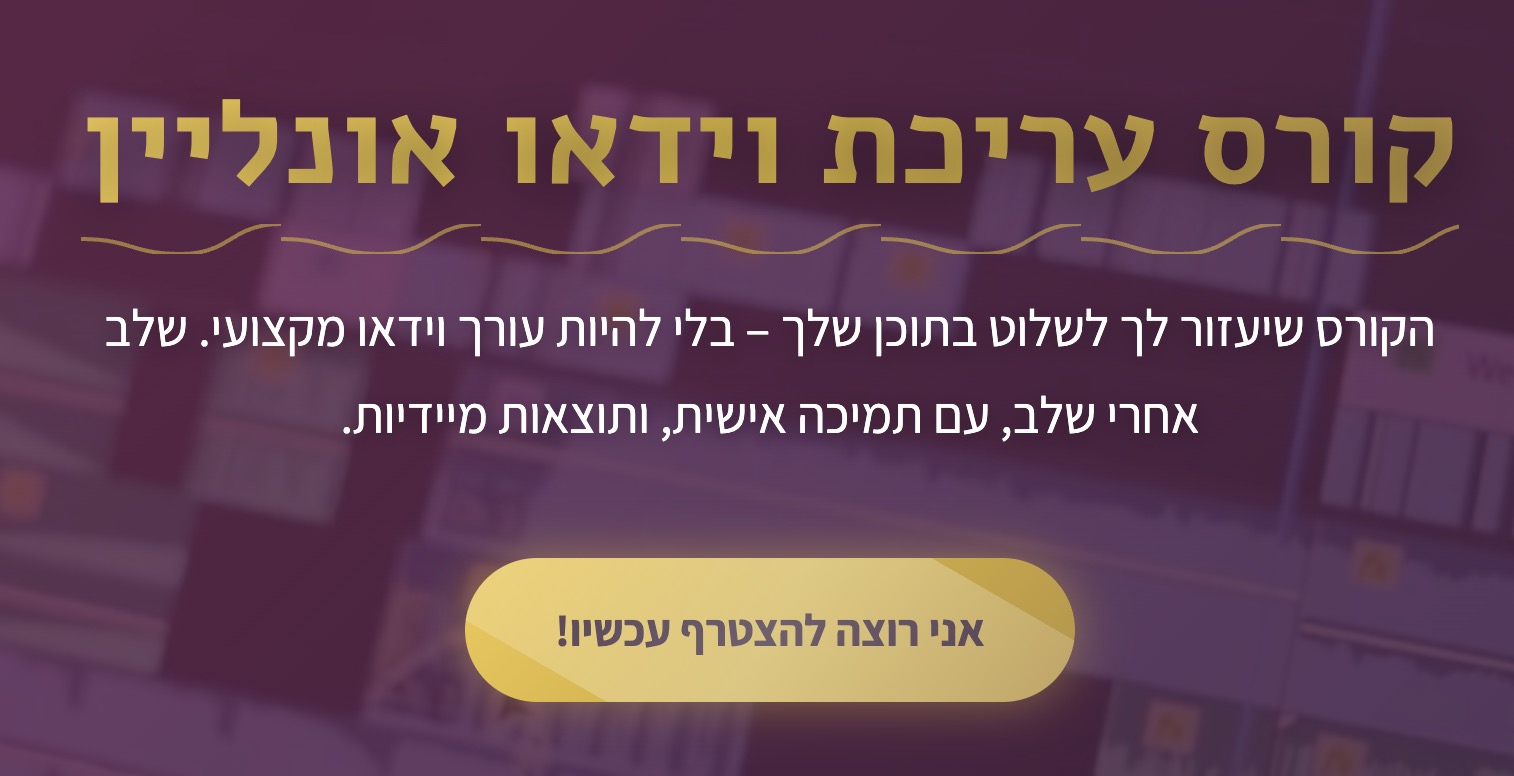 קורס עריכת וידאו אונליין
הקורס שיעזור לך לשלוט בתוכן שלך – בלי להיות עורך וידאו מקצועי. שלב
אחרי שלב, עם תמיכה אישית, ותוצאות מיידיות.
אני רוצה להצטרף עכשיו!